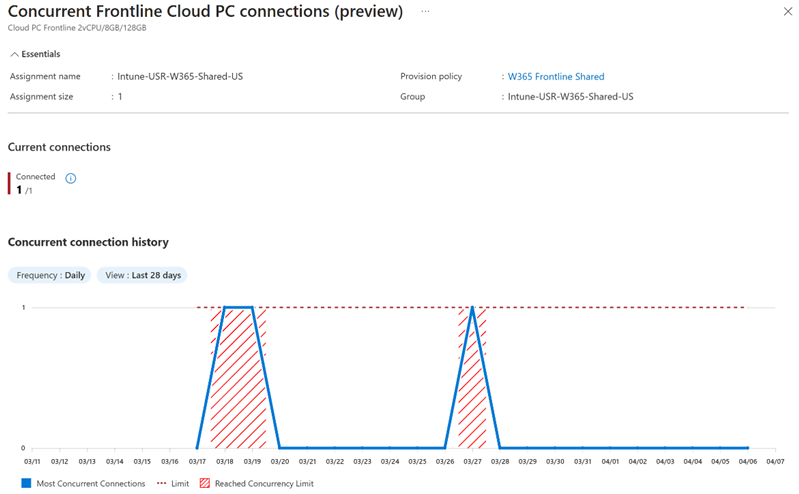 Concurrent Frontline Cloud PC connections (preview) ...
Cloud PC Frontline 2vCPU/8GB/128GB
Essentials
Assignment name : Intune-USR-W365-Shared-US Provision policy : W365 Frontline Shared
Assignment size : 1 Group : Intune-USR-W365-Shared-US
Current connections
Connected
1 /1
Concurrent connection history
Frequency : Daily View : Last 28 days
1
0
03/11 03/12 03/13 03/14 03/15 03/16 03/17 03/18 03/19 03/20 03/21 03/22 03/23 03/24 03/25 03/26 03/27 03/28 03/29 03/30 03/31 04/01 04/02 04/03 04/04 04/05 04/06 04/07
Most Concurrent Connections Limit Reached Concurrency Limit